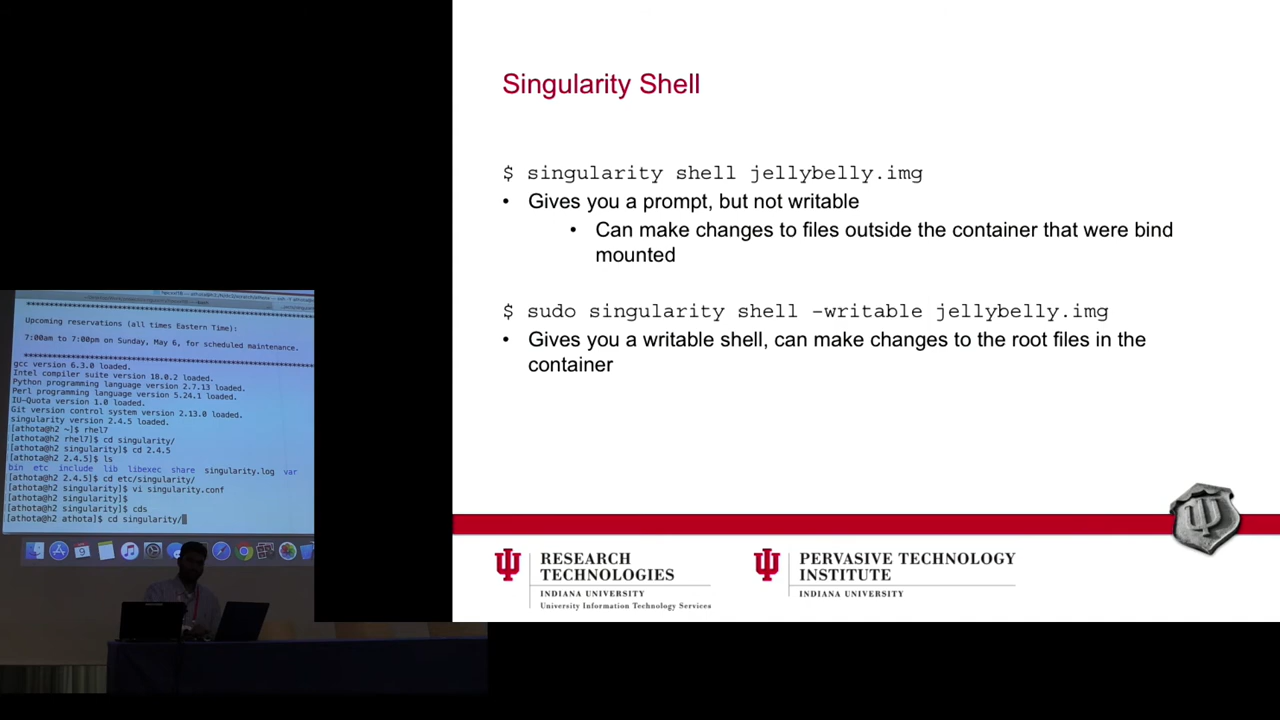 Singularity Shell
$ singularity shell jellybelly.img
• Gives you a prompt, but not writable
• Can make changes to files outside the container that were bind
mounted
$ sudo singularity shell –writable jellybelly.img
• Gives you a writable shell, can make changes to the root files in the
container
RESEARCH
TECHNOLOGIES
INDIANA UNIVERSITY
University Information Technology Services
PERVASIVE TECHNOLOGY
INSTITUTE
INDIANA UNIVERSITY
Upcoming reservations (all times Eastern Time):
7:00am to 7:00pm on Sunday, May 6, for scheduled maintenance.
gcc version 6.3.0 loaded.
Intel compiler suite version 18.0.2 loaded.
Python programming language version 2.7.13 loaded.
Perl programming language version 5.24.1 loaded.
IU-Quota version 1.0 loaded.
Git version control system version 2.13.0 loaded.
singularity version 2.4.5 loaded.
[athota@h2 ~]$ rhel7
[athota@h2 rhel7]$ cd singularity/
[athota@h2 singularity]$ cd 2.4.5
[athota@h2 2.4.5]$ ls
bin etc include lib libexec share singularity.log var
[athota@h2 2.4.5]$ cd etc/singularity/
[athota@h2 singularity]$ vi singularity.conf
[athota@h2 singularity]$
[athota@h2 singularity]$ cds
[athota@h2 athota]$ cd singularity/